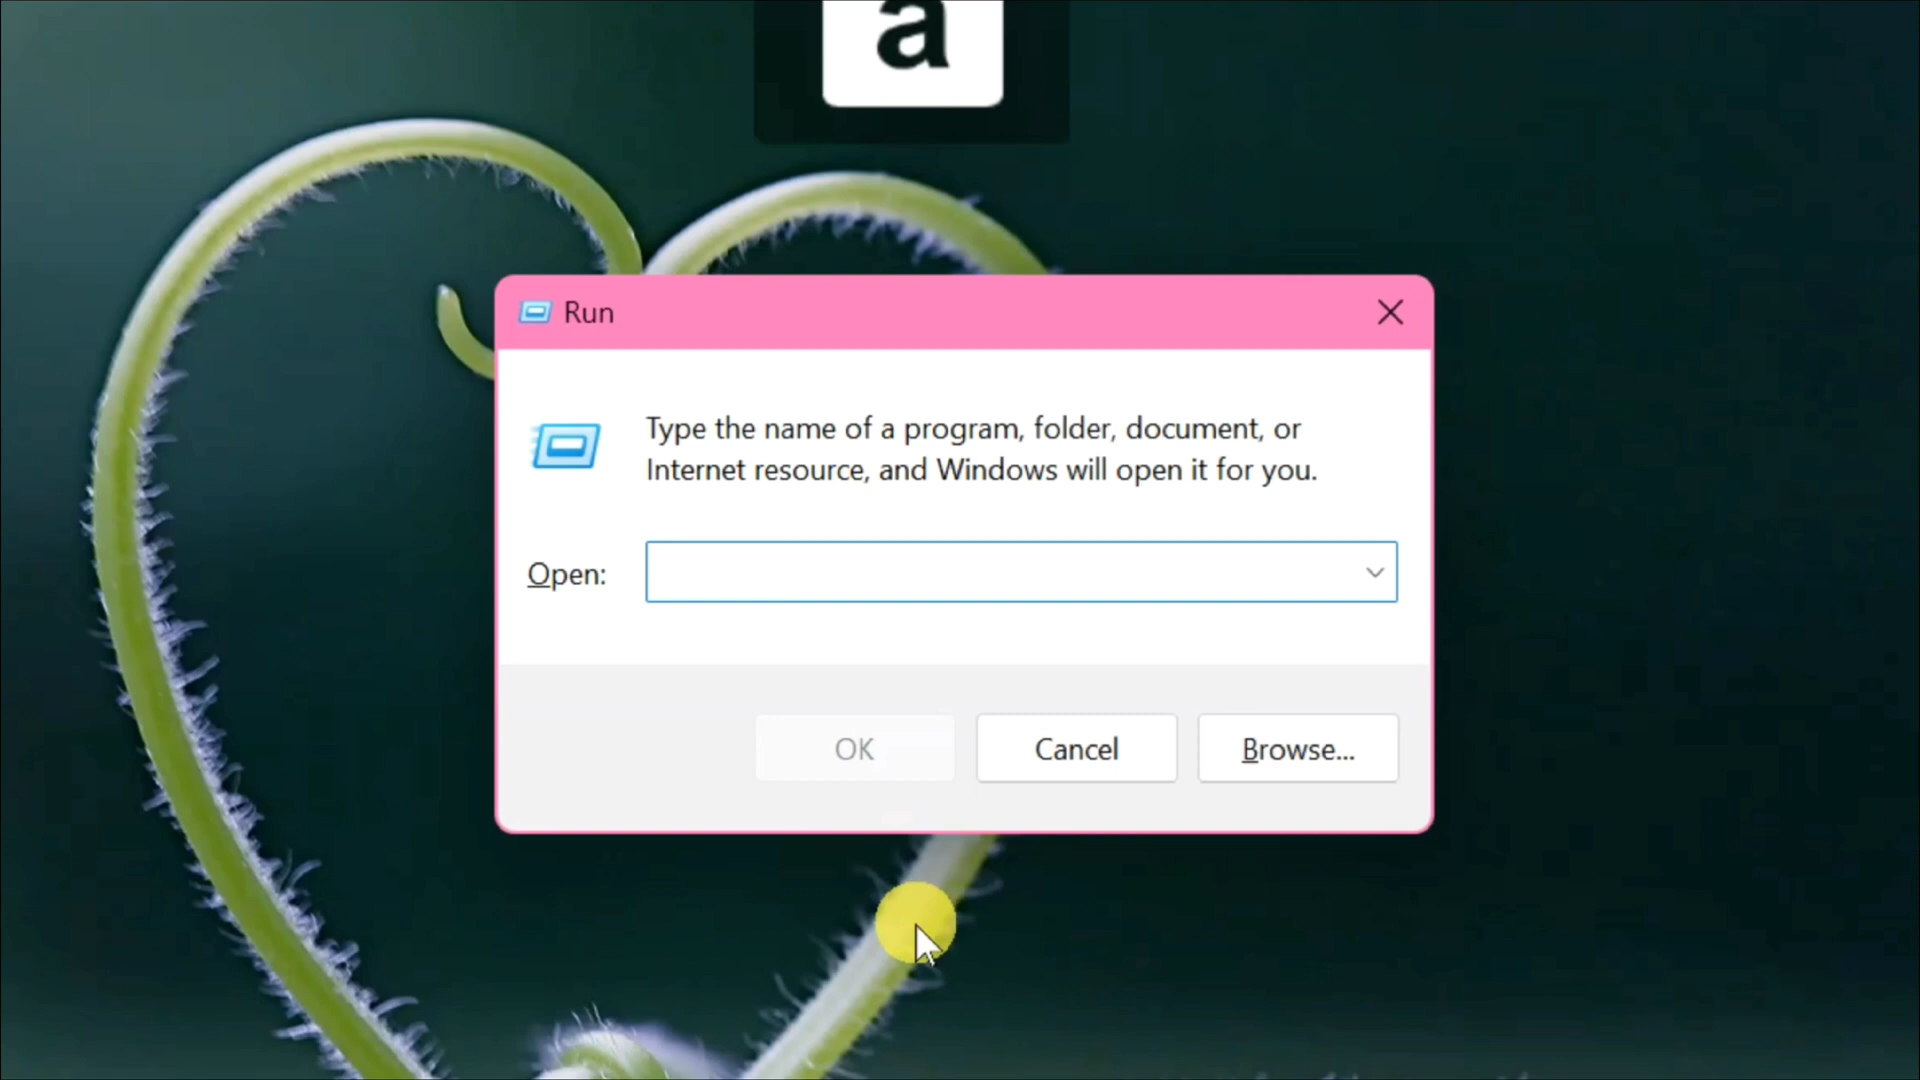 a
Run
Type the name of a program, folder, document, or
Internet resource, and Windows will open it for you.
Open:
OK
Cancel
Browse...